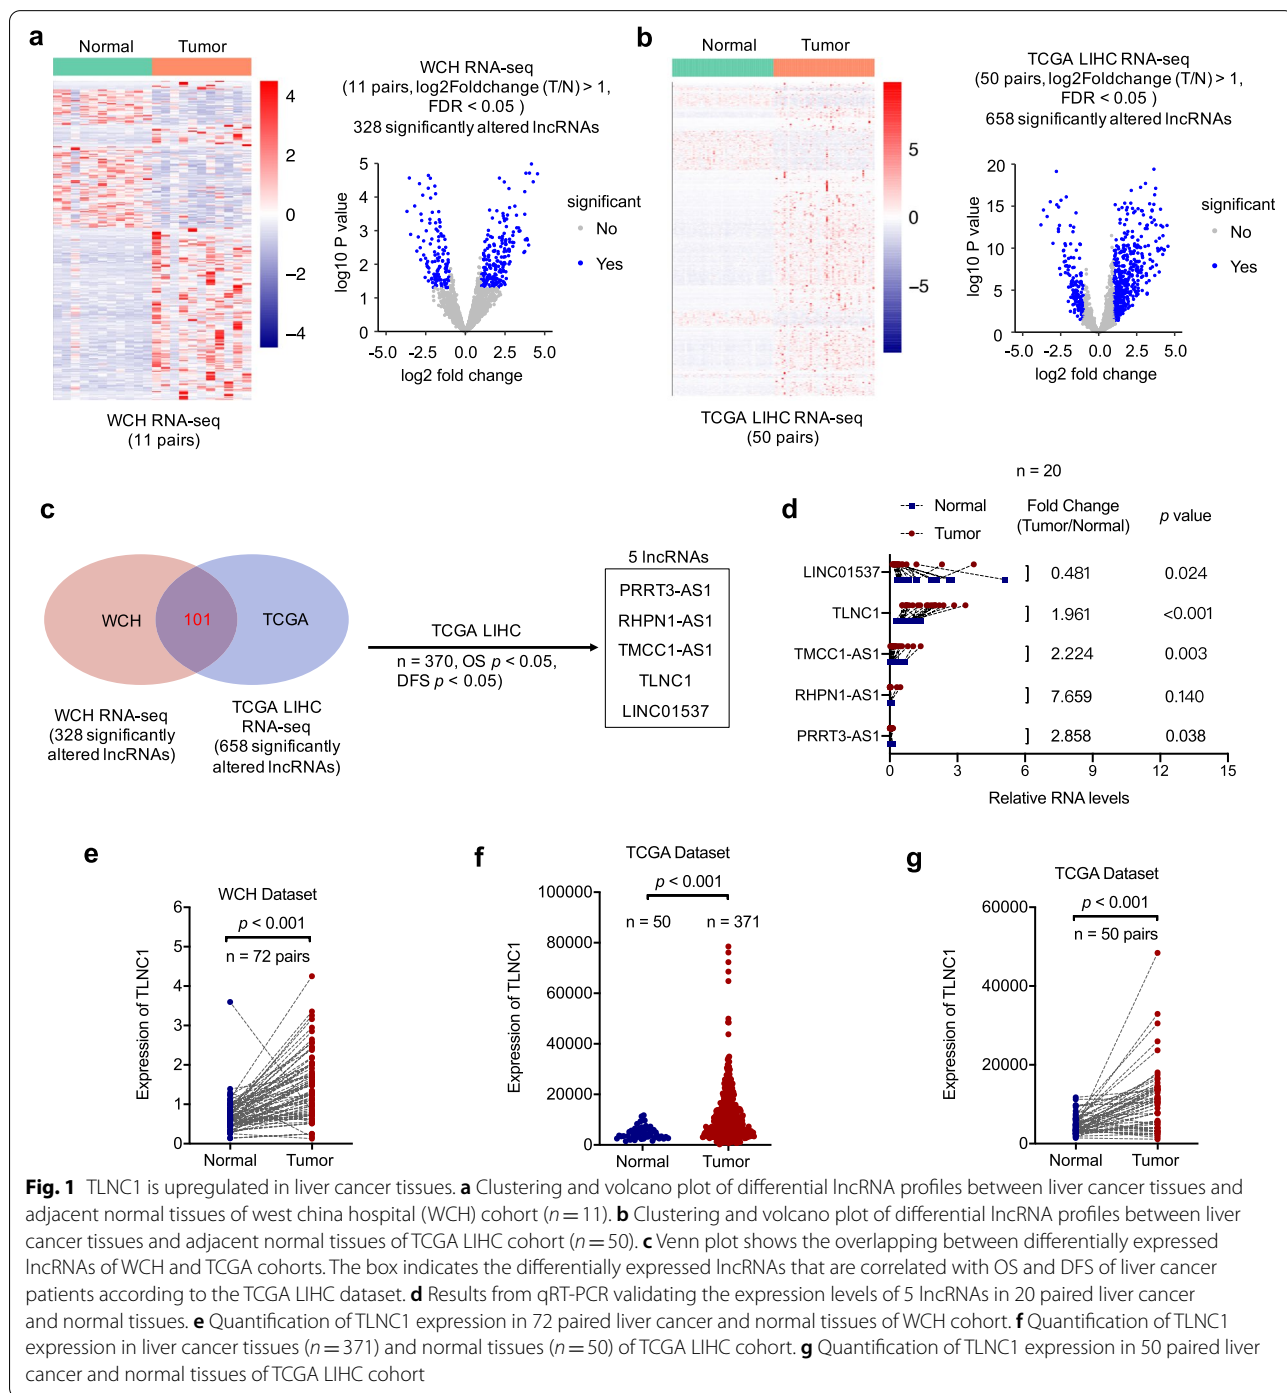 a
Normal Tumor
4
2
0
−2
−4
WCH RNA-seq
(11 pairs)
WCH RNA-seq
(11 pairs, log2Foldchange (T/N) > 1,
FDR < 0.05 )
328 significantly altered lncRNAs
log10 P value
5
4
3
2
1
0
-5.0 -2.5 0.0 2.5 5.0
log2 fold change
significant
No
Yes
b
Normal Tumor
5
0
−5
TCGA LIHC RNA-seq
(50 pairs)
TCGA LIHC RNA-seq
(50 pairs, log2Foldchange (T/N) > 1,
FDR < 0.05 )
658 significantly altered lncRNAs
log10 P value
20
15
10
5
0
-5.0 -2.5 0.0 2.5 5.0
log2 fold change
significant
No
Yes
c
WCH 101 TCGA
WCH RNA-seq
(328 significantly
altered lncRNAs)
TCGA LIHC
RNA-seq
(658 significantly
altered lncRNAs)
TCGA LIHC
n = 370, OS p < 0.05,
DFS p < 0.05)
5 lncRNAs
PRRT3-AS1
RHPN1-AS1
TMCC1-AS1
TLNC1
LINC01537
d
n = 20
Normal
Tumor
Fold Change
(Tumor/Normal)
p value
LINC01537 ] 0.481 0.024
TLNC1 ] 1.961 <0.001
TMCC1-AS1 ] 2.224 0.003
RHPN1-AS1 ] 7.659 0.140
PRRT3-AS1 ] 2.858 0.038
0 3 6 9 12 15
Relative RNA levels
e
WCH Dataset
p < 0.001
n = 72 pairs
Expression of TLNC1
6
5
4
3
2
1
0
Normal Tumor
f
TCGA Dataset
p < 0.001
n = 50 n = 371
Expression of TLNC1
100000
80000
60000
40000
20000
0
Normal Tumor
g
TCGA Dataset
p < 0.001
n = 50 pairs
Expression of TLNC1
60000
40000
20000
0
Normal Tumor
Fig. 1 TLNC1 is upregulated in liver cancer tissues. a Clustering and volcano plot of differential lncRNA profiles between liver cancer tissues and
adjacent normal tissues of west china hospital (WCH) cohort (n = 11). b Clustering and volcano plot of differential lncRNA profiles between liver
cancer tissues and adjacent normal tissues of TCGA LIHC cohort (n = 50). c Venn plot shows the overlapping between differentially expressed
lncRNAs of WCH and TCGA cohorts. The box indicates the differentially expressed lncRNAs that are correlated with OS and DFS of liver cancer
patients according to the TCGA LIHC dataset. d Results from qRT-PCR validating the expression levels of 5 lncRNAs in 20 paired liver cancer
and normal tissues. e Quantification of TLNC1 expression in 72 paired liver cancer and normal tissues of WCH cohort. f Quantification of TLNC1
expression in liver cancer tissues (n = 371) and normal tissues (n = 50) of TCGA LIHC cohort. g Quantification of TLNC1 expression in 50 paired liver
cancer and normal tissues of TCGA LIHC cohort